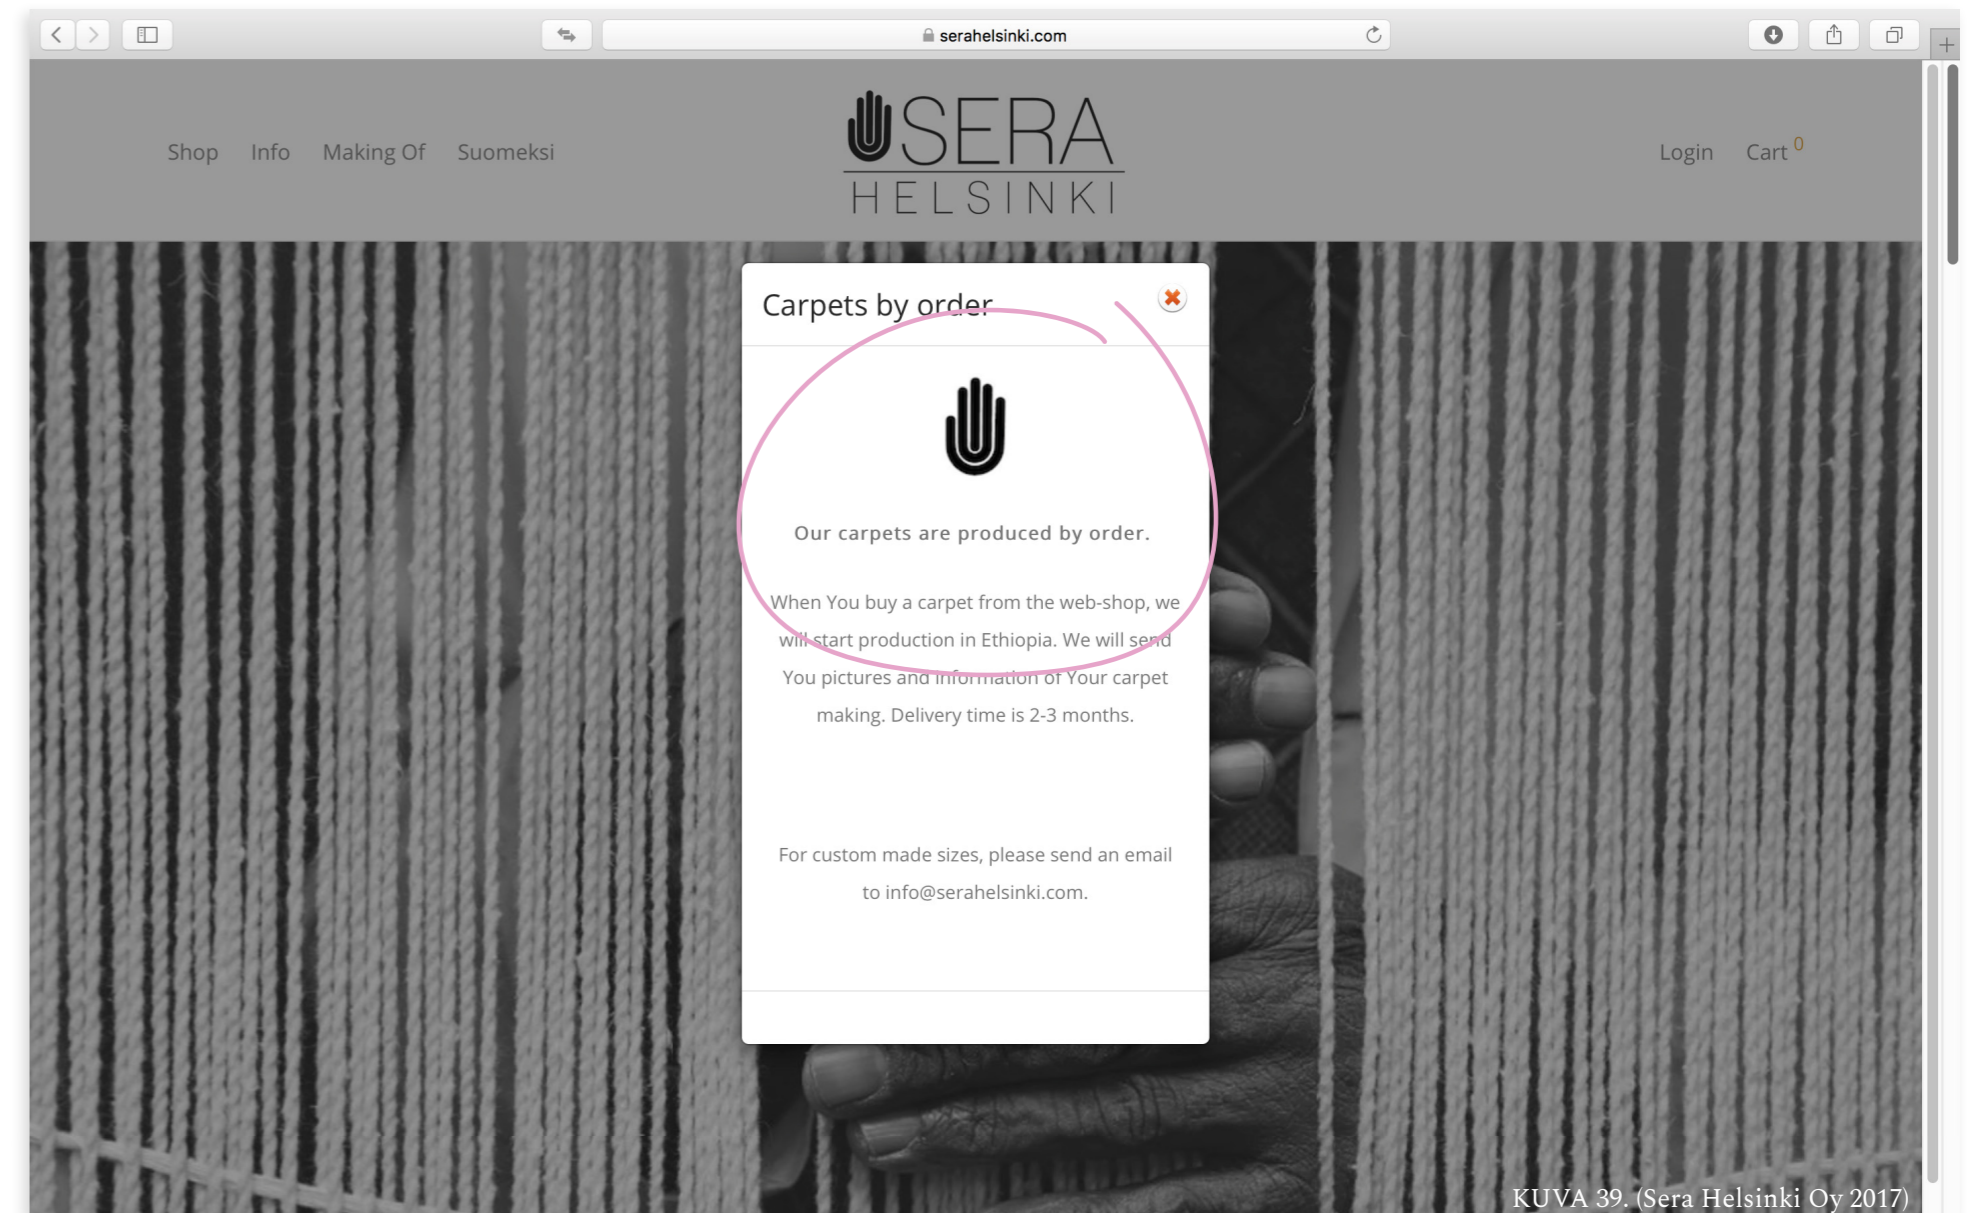 serahelsinki.com
Shop Info Making Of Suomeksi
SERA
HELSINKI
Login Cart 0
Carpets by order
Our carpets are produced by order.
When You buy a carpet from the web-shop, we
will start production in Ethiopia. We will send
You pictures and information of Your carpet
making. Delivery time is 2-3 months.
For custom made sizes, please send an email
to info@serahelsinki.com.
KUVA 39. (Sera Helsinki Oy 2017)